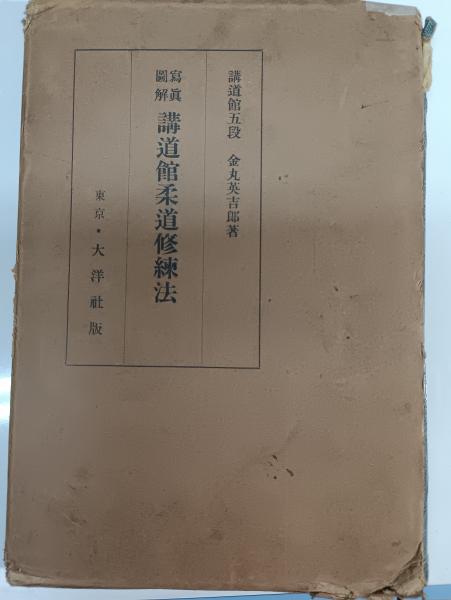 講道館五段 金丸英吉郎著
寫眞圖解 講道館柔道修練法
東京・大洋社版